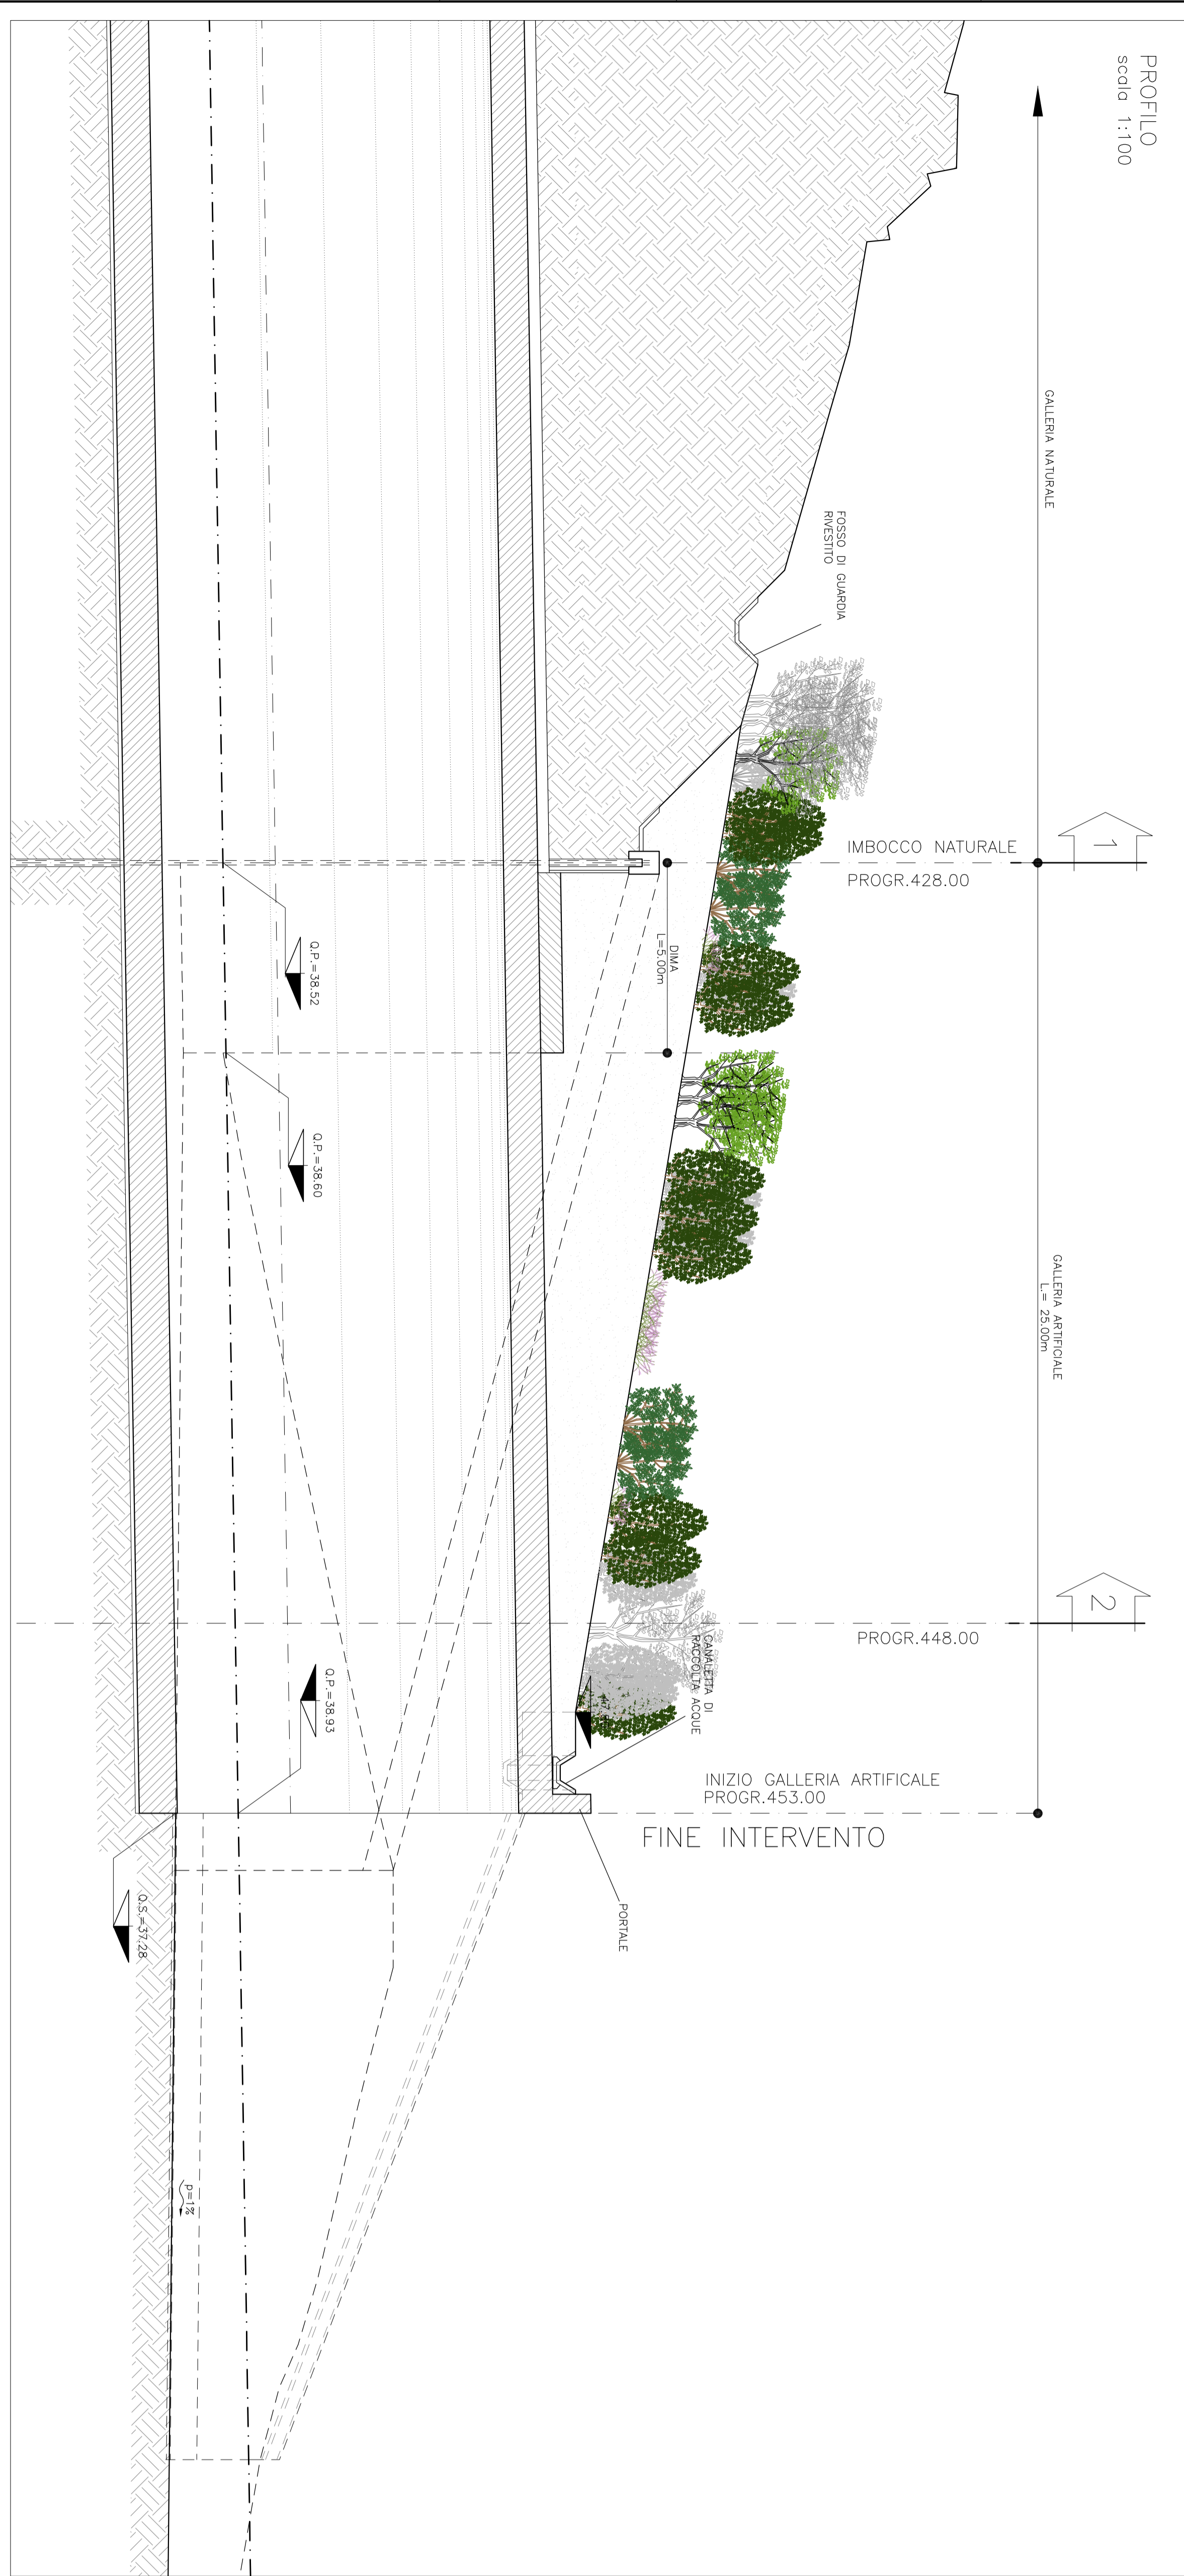 PROFILO
scala 1:100
GALLERIA NATURALE
FOSSO DI GUARDIA
RIVESTITO
1
IMBOCCO NATURALE
PROGR.428.00
DIMA
L=5.00m
Q.P.=38.52
Q.P.=38.60
GALLERIA ARTIFICIALE
L.= 25.00m
2
PROGR.448.00
CANALETTA DI
RACCOLTA ACQUE
Q.P.=38.93
INIZIO GALLERIA ARTIFICALE
PROGR.453.00
FINE INTERVENTO
PORTALE
Q.S.=37.28
p=1%